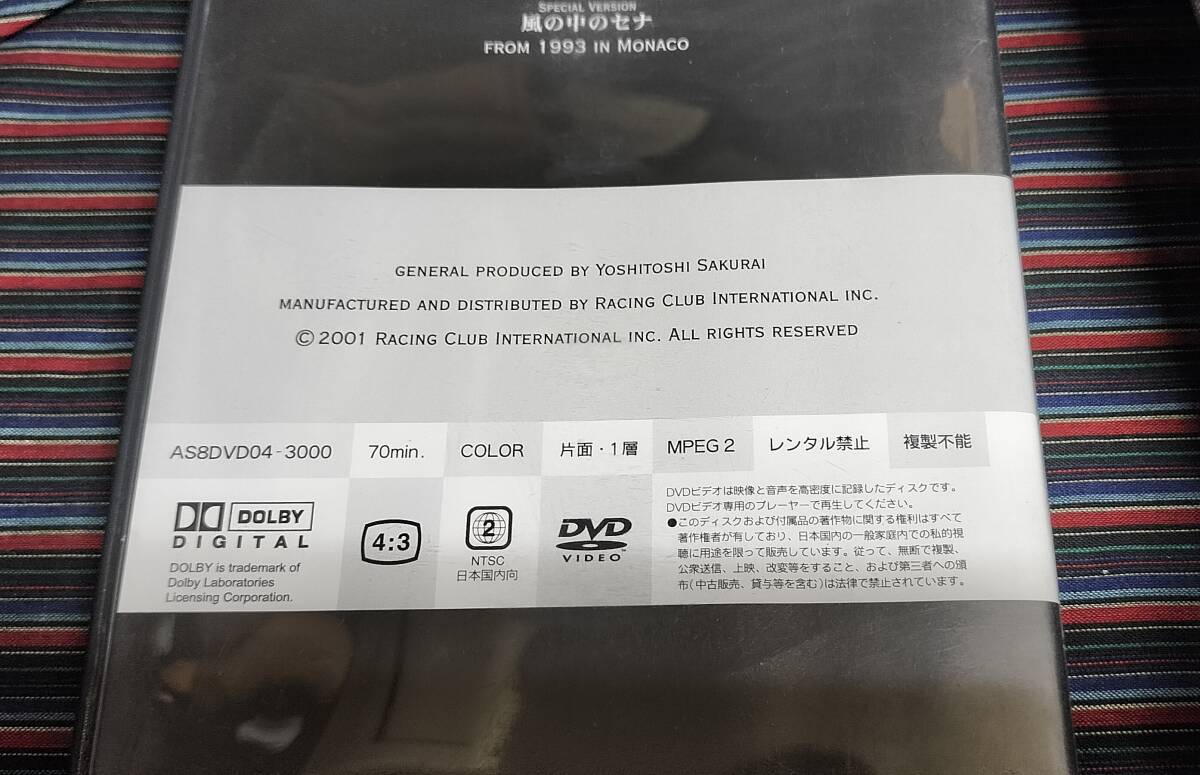 SPECIAL VERSION
風の中のセナ
FROM 1993 IN MONACO
GENERAL PRODUCED BY YOSHITOSHI SAKURAI
MANUFACTURED AND DISTRIBUTED BY RACING CLUB INTERNATIONAL INC.
©2001 RACING CLUB INTERNATIONAL INC. ALL RIGHTS RESERVED
AS8DVD04-3000 70min. COLOR 片面・1層 MPEG 2 レンタル禁止 複製不能
DOLBY
DIGITAL
DOLBY is trademark of
Dolby Laboratories
Licensing Corporation.
4:3
2
NTSC
日本国内向
DVD
VIDEO™
DVDビデオは映像と音声を高密度に記録したディスクです。
DVDビデオ専用のプレーヤーで再生してください。
●このディスクおよび付属品の著作物に関する権利はすべて
著作権者が有しており、日本国内の一般家庭内での私的視
聴に用途を限って販売しています。従って、無断で複製、
公衆送信、上映、改変等をすること、および第三者への頒
布(中古販売、貸与等を含む)は法律で禁止されています。